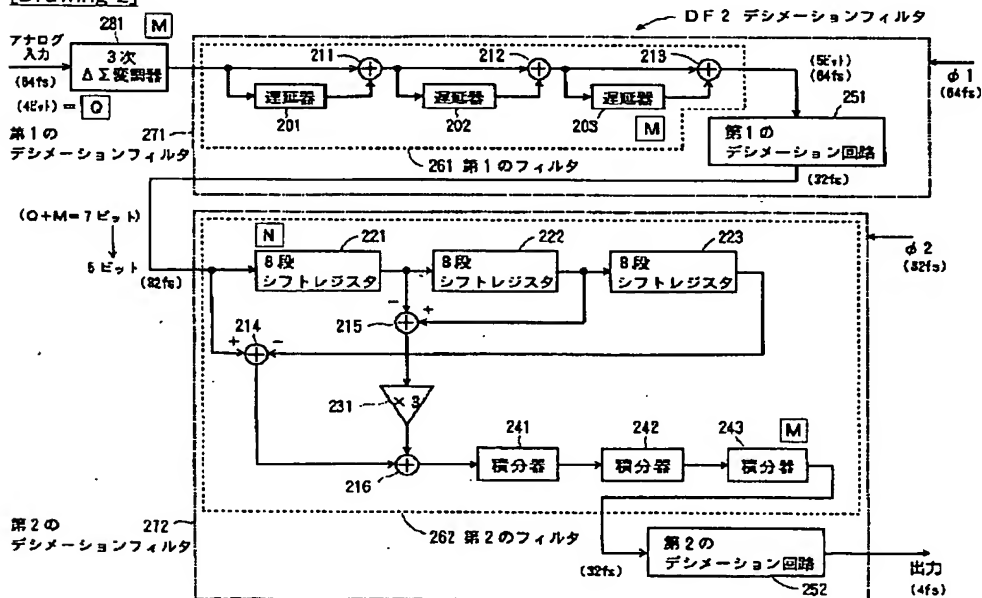 [Drawing 2]
DF2 デシメーションフィルタ
281
M
アナログ
入力
(64fs)
3次
ΔΣ変調器
(4ビット)=Q
211
212
213
遅延器
遅延器
遅延器
201
202
203
M
(5ビット)
(64fs)
φ1
(64fs)
251
第1の
デシメーション回路
(32fs)
第1の
デシメーションフィルタ
271
261 第1のフィルタ
(Q+M=7ビット)
5ビット
(32fs)
N
221
222
223
8段
シフトレジスタ
8段
シフトレジスタ
8段
シフトレジスタ
φ2
(32fs)
214
+
-
215
-
+
231
×3
216
241
242
243
M
積分器
積分器
積分器
第2の
デシメーションフィルタ
272
262 第2のフィルタ
(32fs)
第2の
デシメーション回路
252
出力
(4fs)